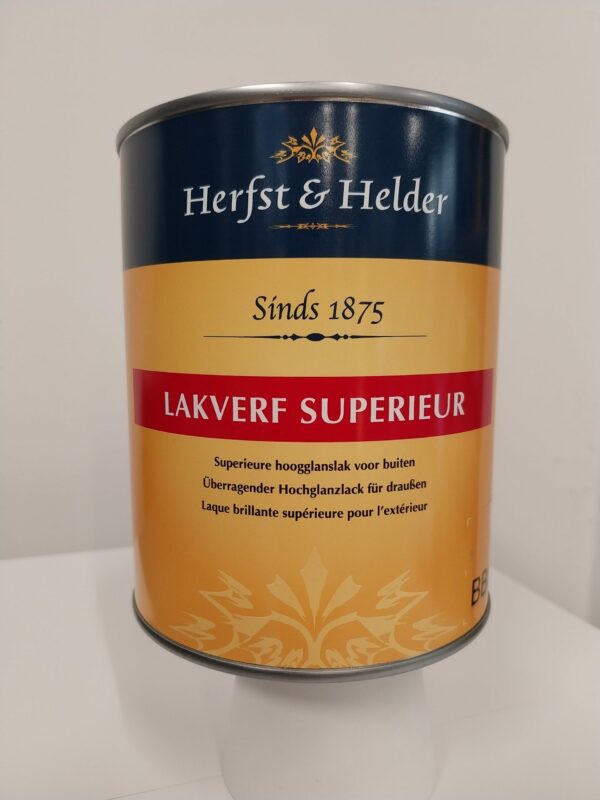 Herfst & Helder
Sinds 1875
LAKVERF SUPERIEUR
Superieure hoogglanslak voor buiten
Überragender Hochglanzlack für draußen
Laque brillante supérieure pour l'extérieur